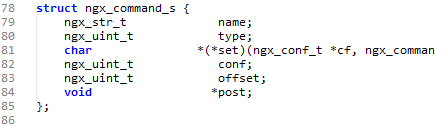 78 struct ngx_command_s {
79     ngx_str_t             name;
80     ngx_uint_t            type;
81     char               *(*set)(ngx_conf_t *cf, ngx_comman
82     ngx_uint_t            conf;
83     ngx_uint_t            offset;
84     void                 *post;
85 };
86